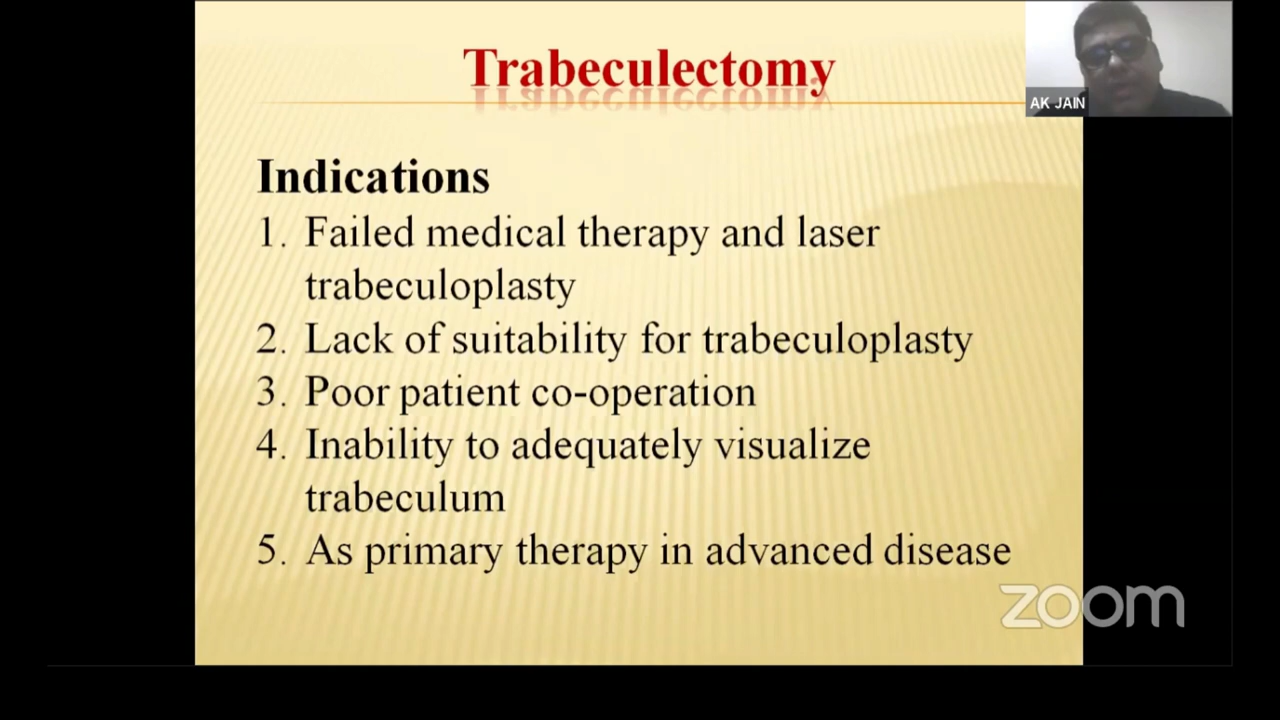 Trabeculectomy
AK JAIN
Indications
1. Failed medical therapy and laser
trabeculoplasty
2. Lack of suitability for trabeculoplasty
3. Poor patient co-operation
4. Inability to adequately visualize
trabeculum
5. As primary therapy in advanced disease
zoom